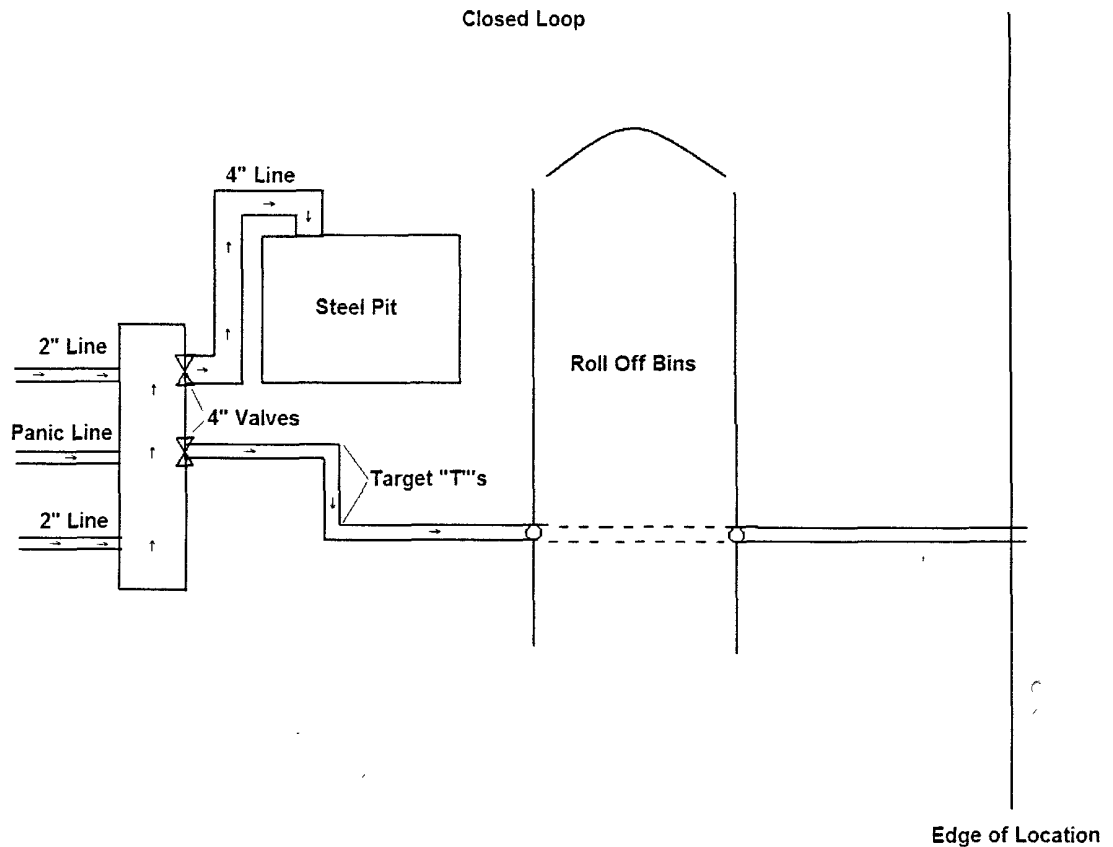 Closed Loop
4" Line
Steel Pit
2" Line
Roll Off Bins
4" Valves
Panic Line
Target "T"'s
2" Line
Edge of Location